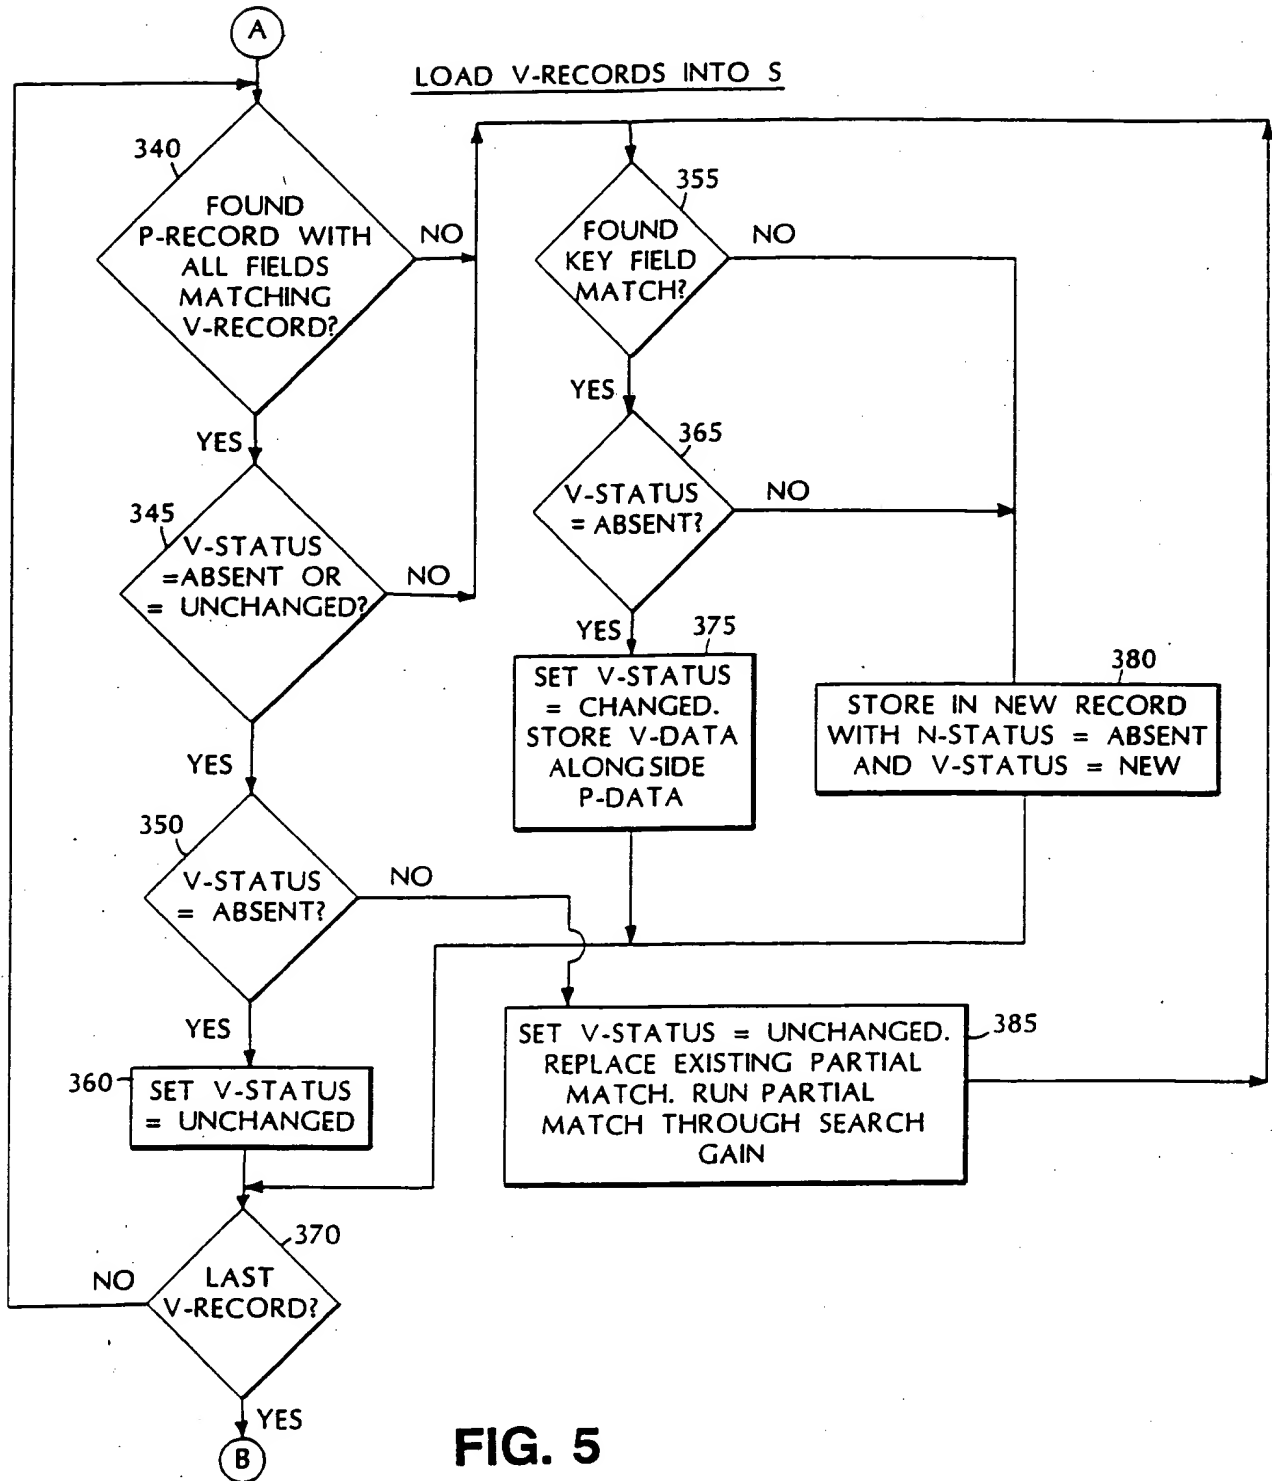 A
LOAD V-RECORDS INTO S
340
FOUND
P-RECORD WITH
ALL FIELDS
MATCHING
V-RECORD?
NO
YES
345
V-STATUS
=ABSENT OR
= UNCHANGED?
NO
YES
350
V-STATUS
= ABSENT?
NO
YES
360
SET V-STATUS
= UNCHANGED
370
LAST
V-RECORD?
NO
YES
B
355
FOUND
KEY FIELD
MATCH?
NO
YES
365
V-STATUS
= ABSENT?
NO
YES
375
SET V-STATUS
= CHANGED.
STORE V-DATA
ALONGSIDE
P-DATA
380
STORE IN NEW RECORD
WITH N-STATUS = ABSENT
AND V-STATUS = NEW
385
SET V-STATUS = UNCHANGED.
REPLACE EXISTING PARTIAL
MATCH. RUN PARTIAL
MATCH THROUGH SEARCH
GAIN
FIG. 5